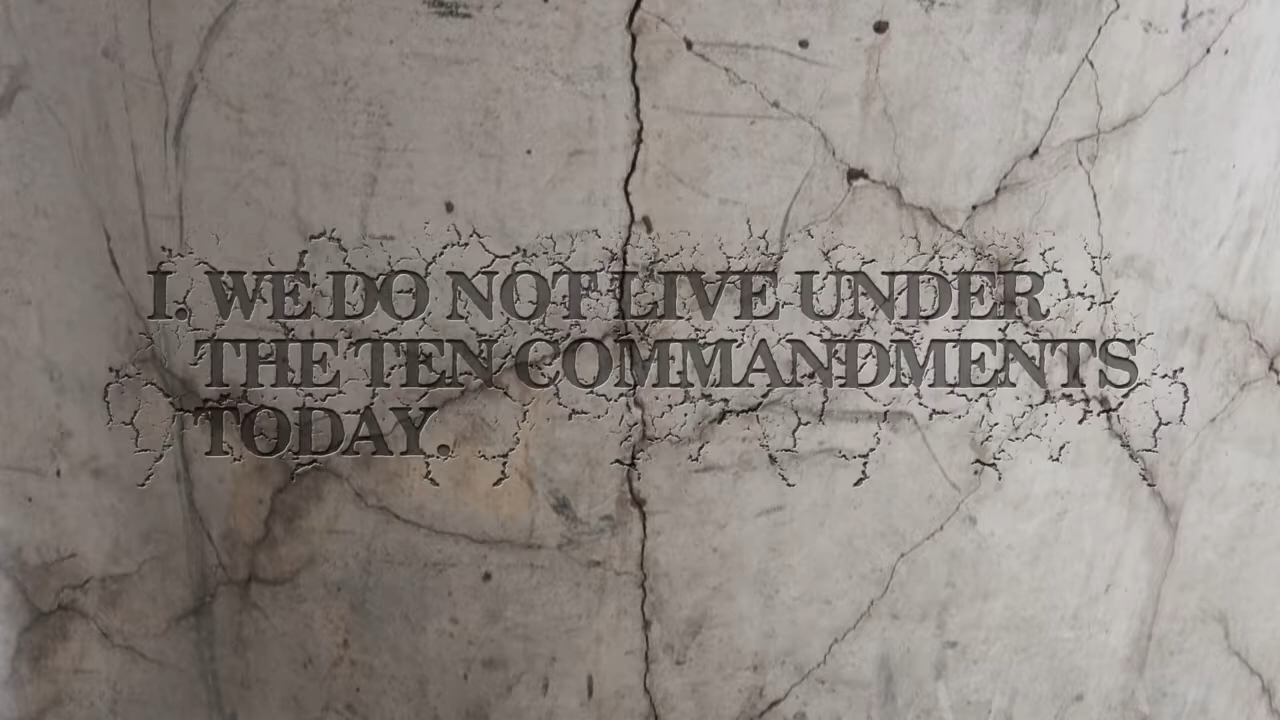 I. WE DO NOT LIVE UNDER
THE TEN COMMANDMENTS
TODAY.